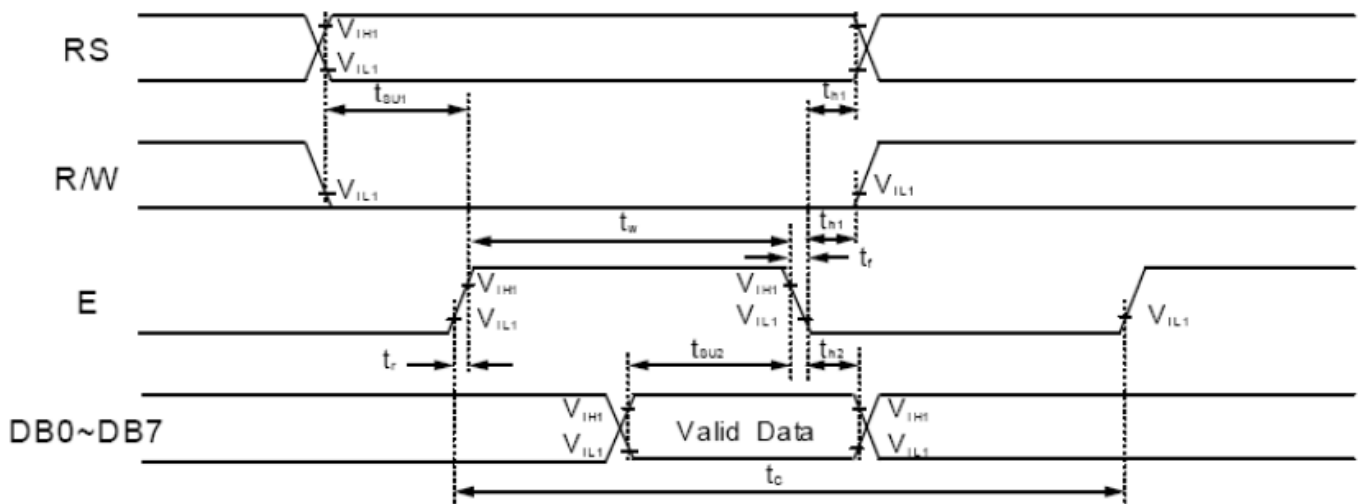 RS
VIH1
VIL1
tSU1
th1
R/W
VIL1
VIL1
tw
th1
tf
E
VIH1
VIL1
VIH1
VIL1
VIL1
tr
tSU2
th2
DB0~DB7
VIH1
VIL1
Valid Data
VIH1
VIL1
tc